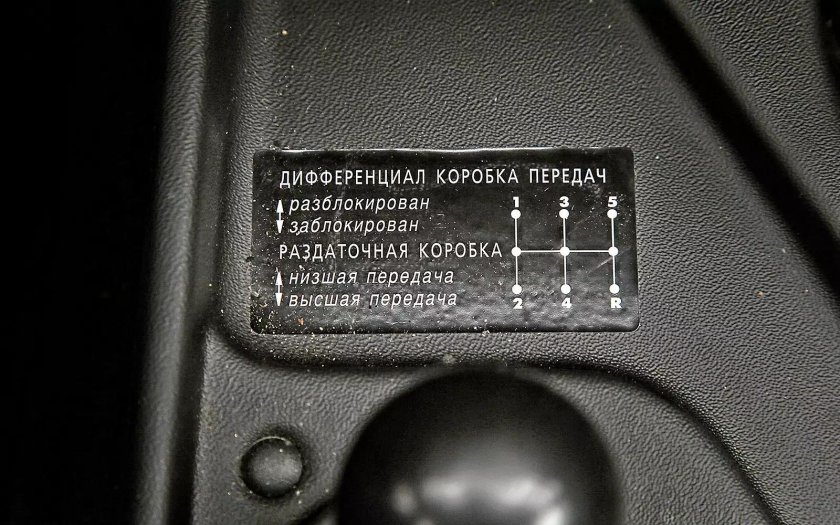 ДИФФЕРЕНЦИАЛ КОРОБКА ПЕРЕДАЧ
разблокирован 1 3 5
заблокирован
РАЗДАТОЧНАЯ КОРОБКА
низшая передача
высшая передача 2 4 R